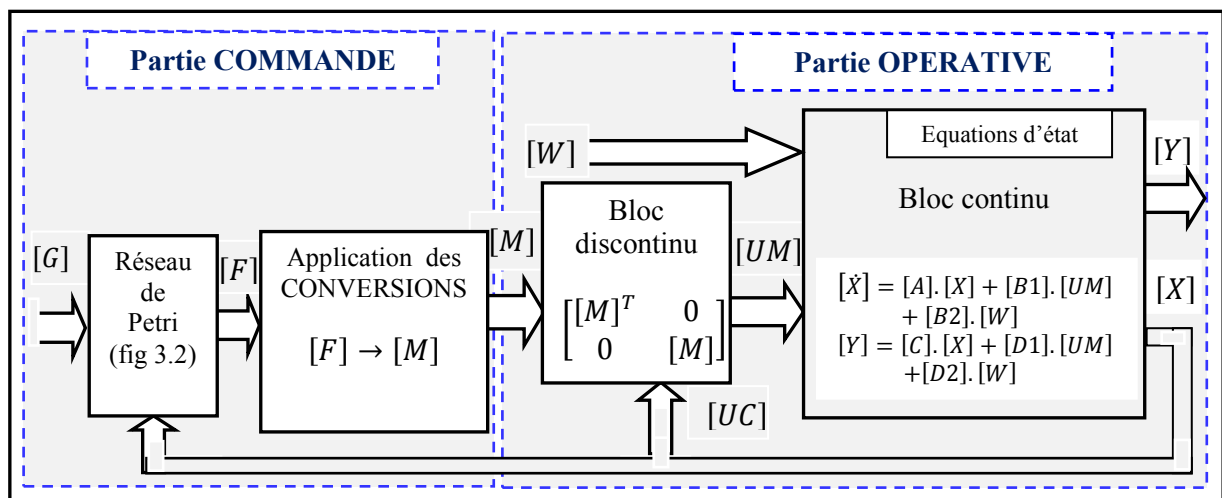 Partie COMMANDE
Partie OPERATIVE
[G]
Réseau
de
Petri
(fig 3.2)
[F]
Application des
CONVERSIONS
[F] → [M]
[M]
[W]
Bloc
discontinu
[M]ᵀ 0
0 [M]
[UC]
[UM]
Equations d'état
Bloc continu
[Ẋ] = [A]. [X] + [B1]. [UM]
+ [B2]. [W]
[Y] = [C]. [X] + [D1]. [UM]
+[D2]. [W]
[Y]
[X]